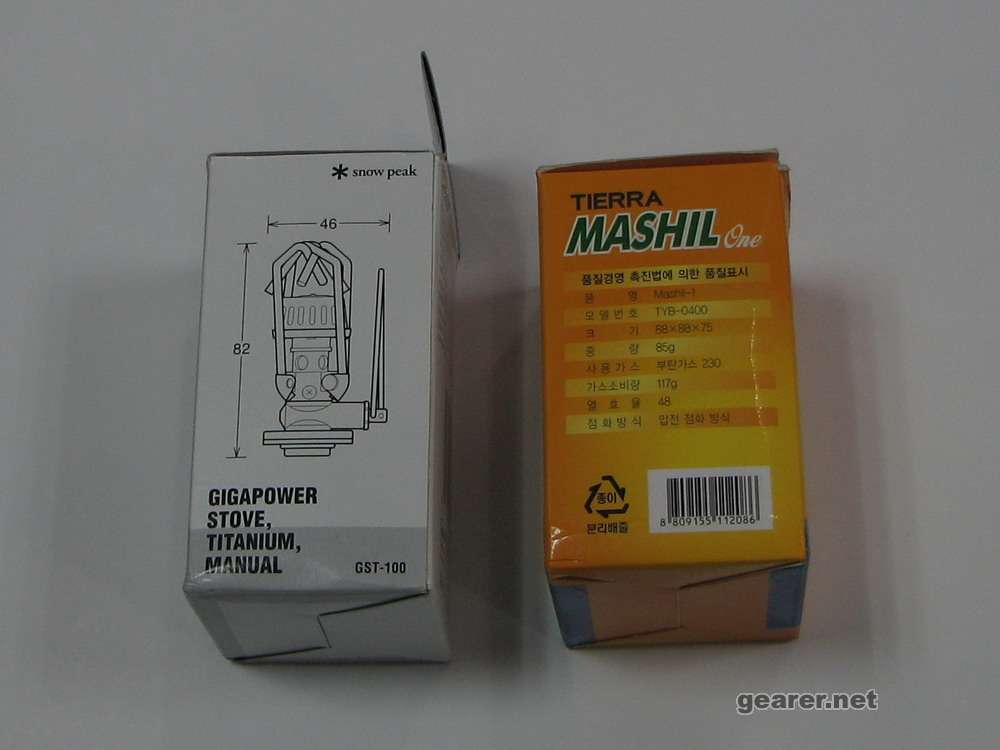 snow peak
46
82
GIGAPOWER
STOVE,
TITANIUM,
MANUAL
GST-100
TIERRA
MASHIL One
품질경영 촉진법에 의한 품질표시
품 명 Mashil-1
모델번호 TYB-0400
크 기 88×88×75
중 량 85g
사용가스 부탄가스 230
가스소비량 117g
열효율 48
점화방식 압전 점화 방식
종이
분리배출
8 809155 112086
gearer.net